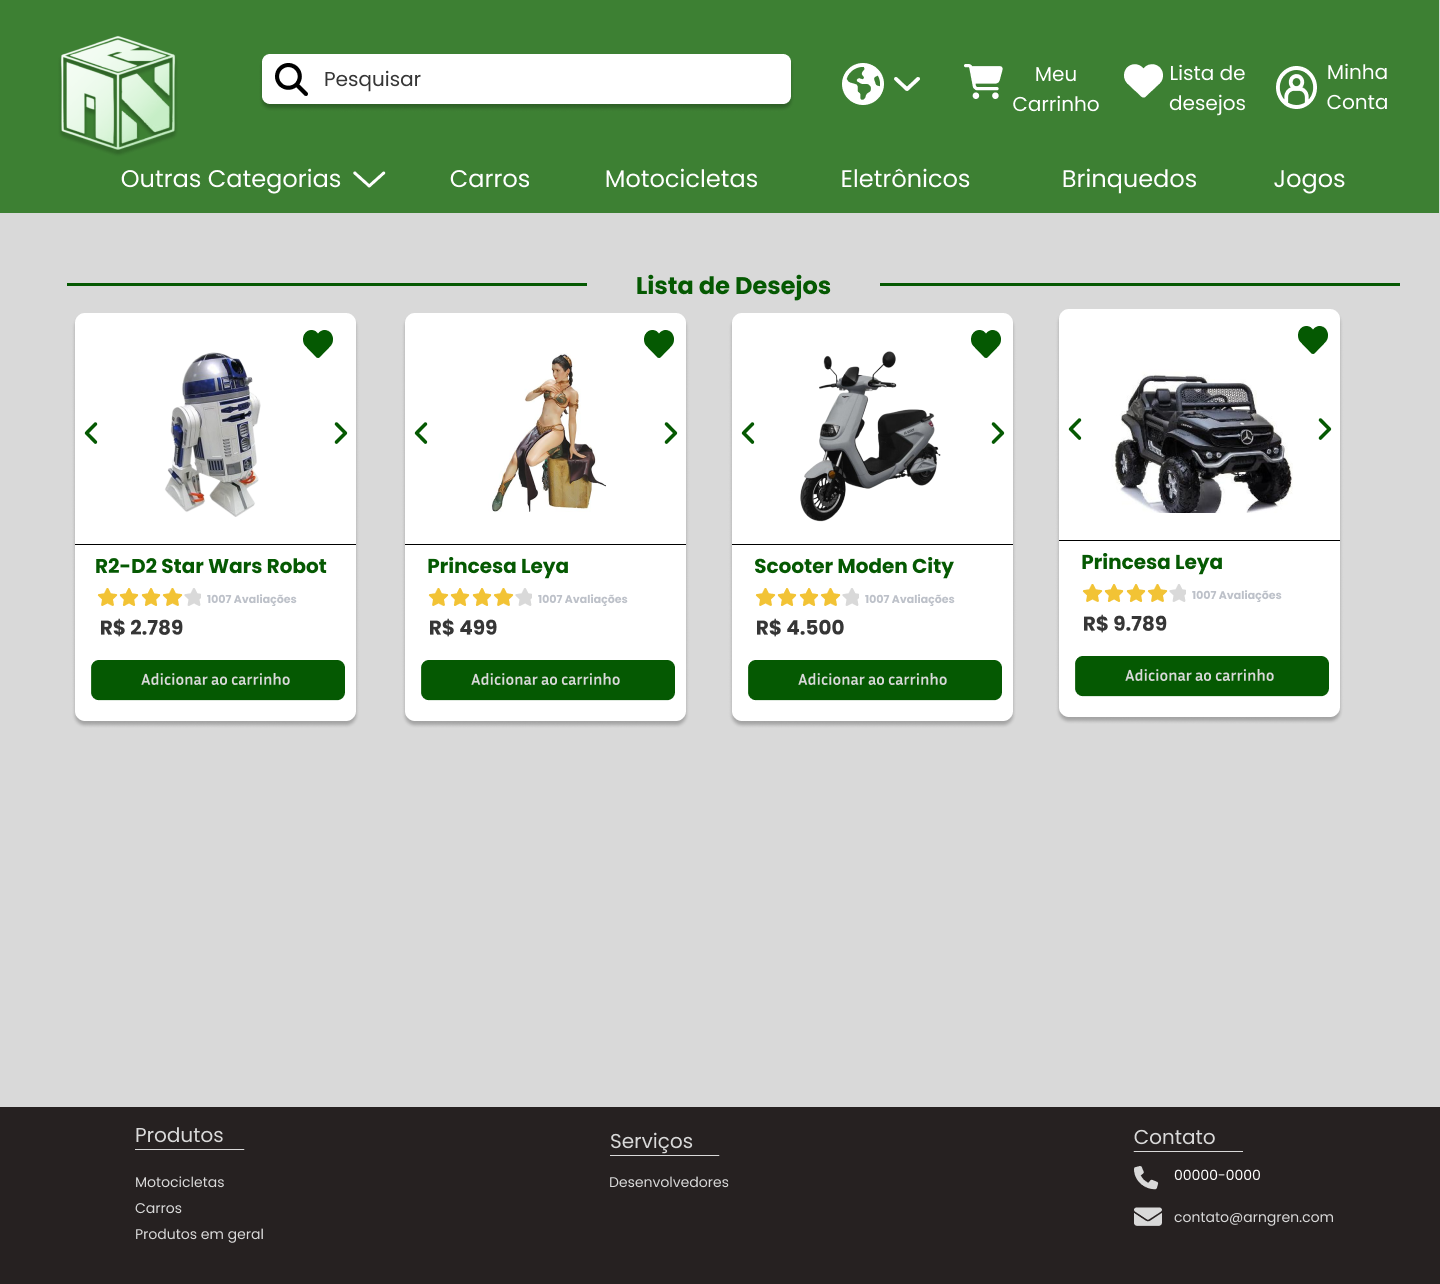 ARN
Pesquisar
Meu
Carrinho
Lista de
desejos
Minha
Conta
Outras Categorias
Carros
Motocicletas
Eletrônicos
Brinquedos
Jogos
Lista de Desejos
R2-D2 Star Wars Robot
1007 Avaliações
R$ 2.789
Adicionar ao carrinho
Princesa Leya
1007 Avaliações
R$ 499
Adicionar ao carrinho
Scooter Moden City
1007 Avaliações
R$ 4.500
Adicionar ao carrinho
Princesa Leya
1007 Avaliações
R$ 9.789
Adicionar ao carrinho
Produtos
Motocicletas
Carros
Produtos em geral
Serviços
Desenvolvedores
Contato
00000-0000
contato@arngren.com